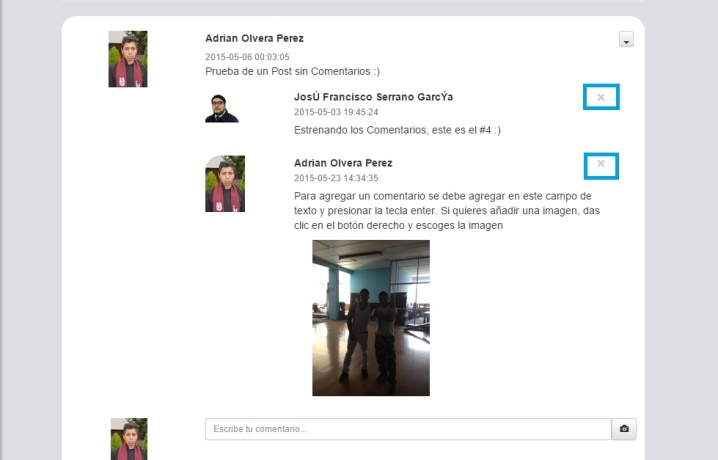 Adrian Olvera Perez
2015-05-06 00:03:05
Prueba de un Post sin Comentarios :)
JosÚ Francisco Serrano GarcÝa
2015-05-03 19:45:24
Estrenando los Comentarios, este es el #4 :)
Adrian Olvera Perez
2015-05-23 14:34:35
Para agregar un comentario se debe agregar en este campo de
texto y presionar la tecla enter. Si quieres añadir una imagen, das
clic en el botón derecho y escoges la imagen
Escribe tu comentario...